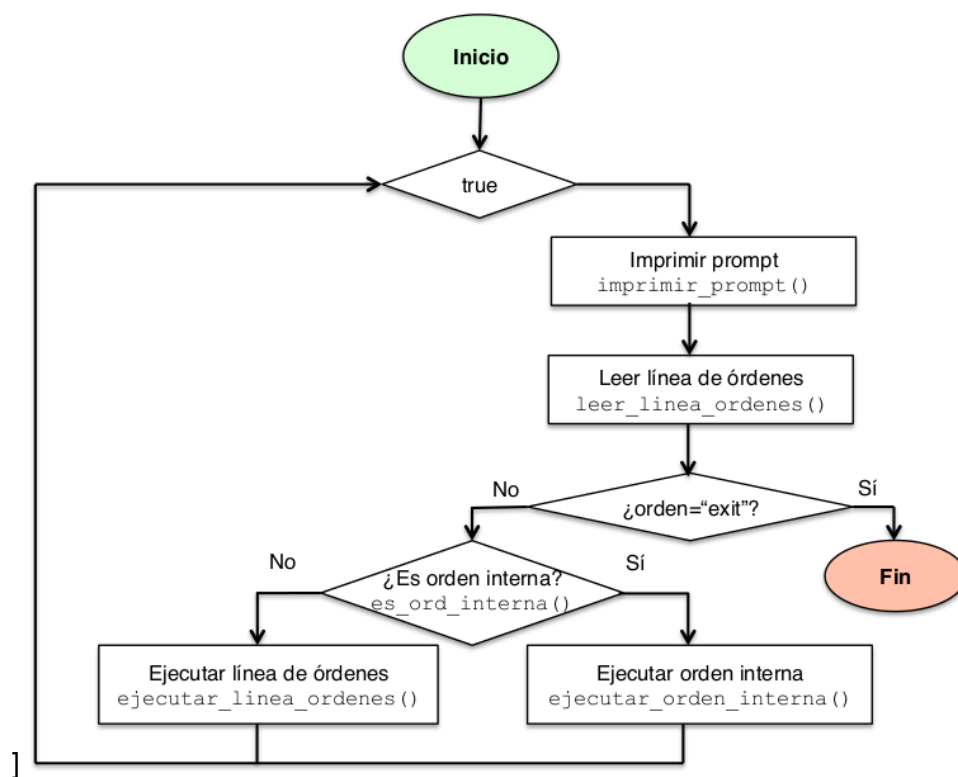 Inicio
true
Imprimir prompt
imprimir_prompt()
Leer línea de órdenes
leer_linea_ordenes()
¿orden=“exit”?
No
Sí
Fin
¿Es orden interna?
es_ord_interna()
No
Sí
Ejecutar línea de órdenes
ejecutar_linea_ordenes()
Ejecutar orden interna
ejecutar_orden_interna()
]